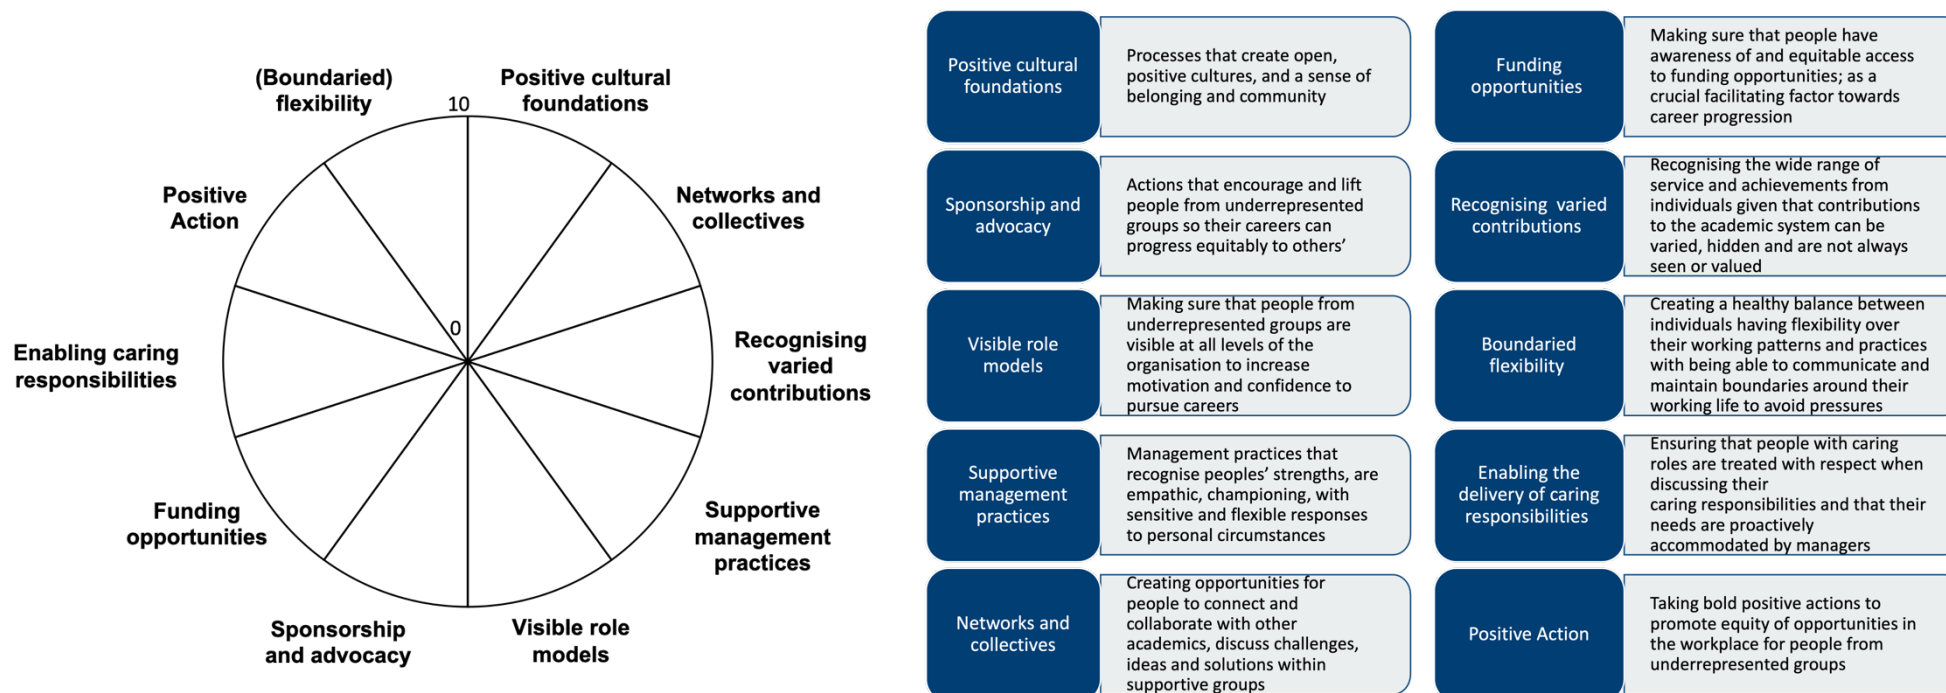 (Boundaried)
flexibility
10
Positive cultural
foundations
Positive
Action
Networks and
collectives
0
Enabling caring
responsibilities
Recognising
varied
contributions
Funding
opportunities
Supportive
management
practices
Sponsorship
and advocacy
Visible role
models
Positive cultural
foundations
Processes that create open,
positive cultures, and a sense of
belonging and community
Sponsorship and
advocacy
Actions that encourage and lift
people from underrepresented
groups so their careers can
progress equitably to others’
Visible role
models
Making sure that people from
underrepresented groups are
visible at all levels of the
organisation to increase
motivation and confidence to
pursue careers
Supportive
management
practices
Management practices that
recognise peoples’ strengths, are
empathic, championing, with
sensitive and flexible responses
to personal circumstances
Networks and
collectives
Creating opportunities for
people to connect and
collaborate with other
academics, discuss challenges,
ideas and solutions within
supportive groups
Funding
opportunities
Making sure that people have
awareness of and equitable access
to funding opportunities; as a
crucial facilitating factor towards
career progression
Recognising varied
contributions
Recognising the wide range of
service and achievements from
individuals given that contributions
to the academic system can be
varied, hidden and are not always
seen or valued
Boundaried
flexibility
Creating a healthy balance between
individuals having flexibility over
their working patterns and practices
with being able to communicate and
maintain boundaries around their
working life to avoid pressures
Enabling the
delivery of caring
responsibilities
Ensuring that people with caring
roles are treated with respect when
discussing their
caring responsibilities and that their
needs are proactively
accommodated by managers
Positive Action
Taking bold positive actions to
promote equity of opportunities in
the workplace for people from
underrepresented groups